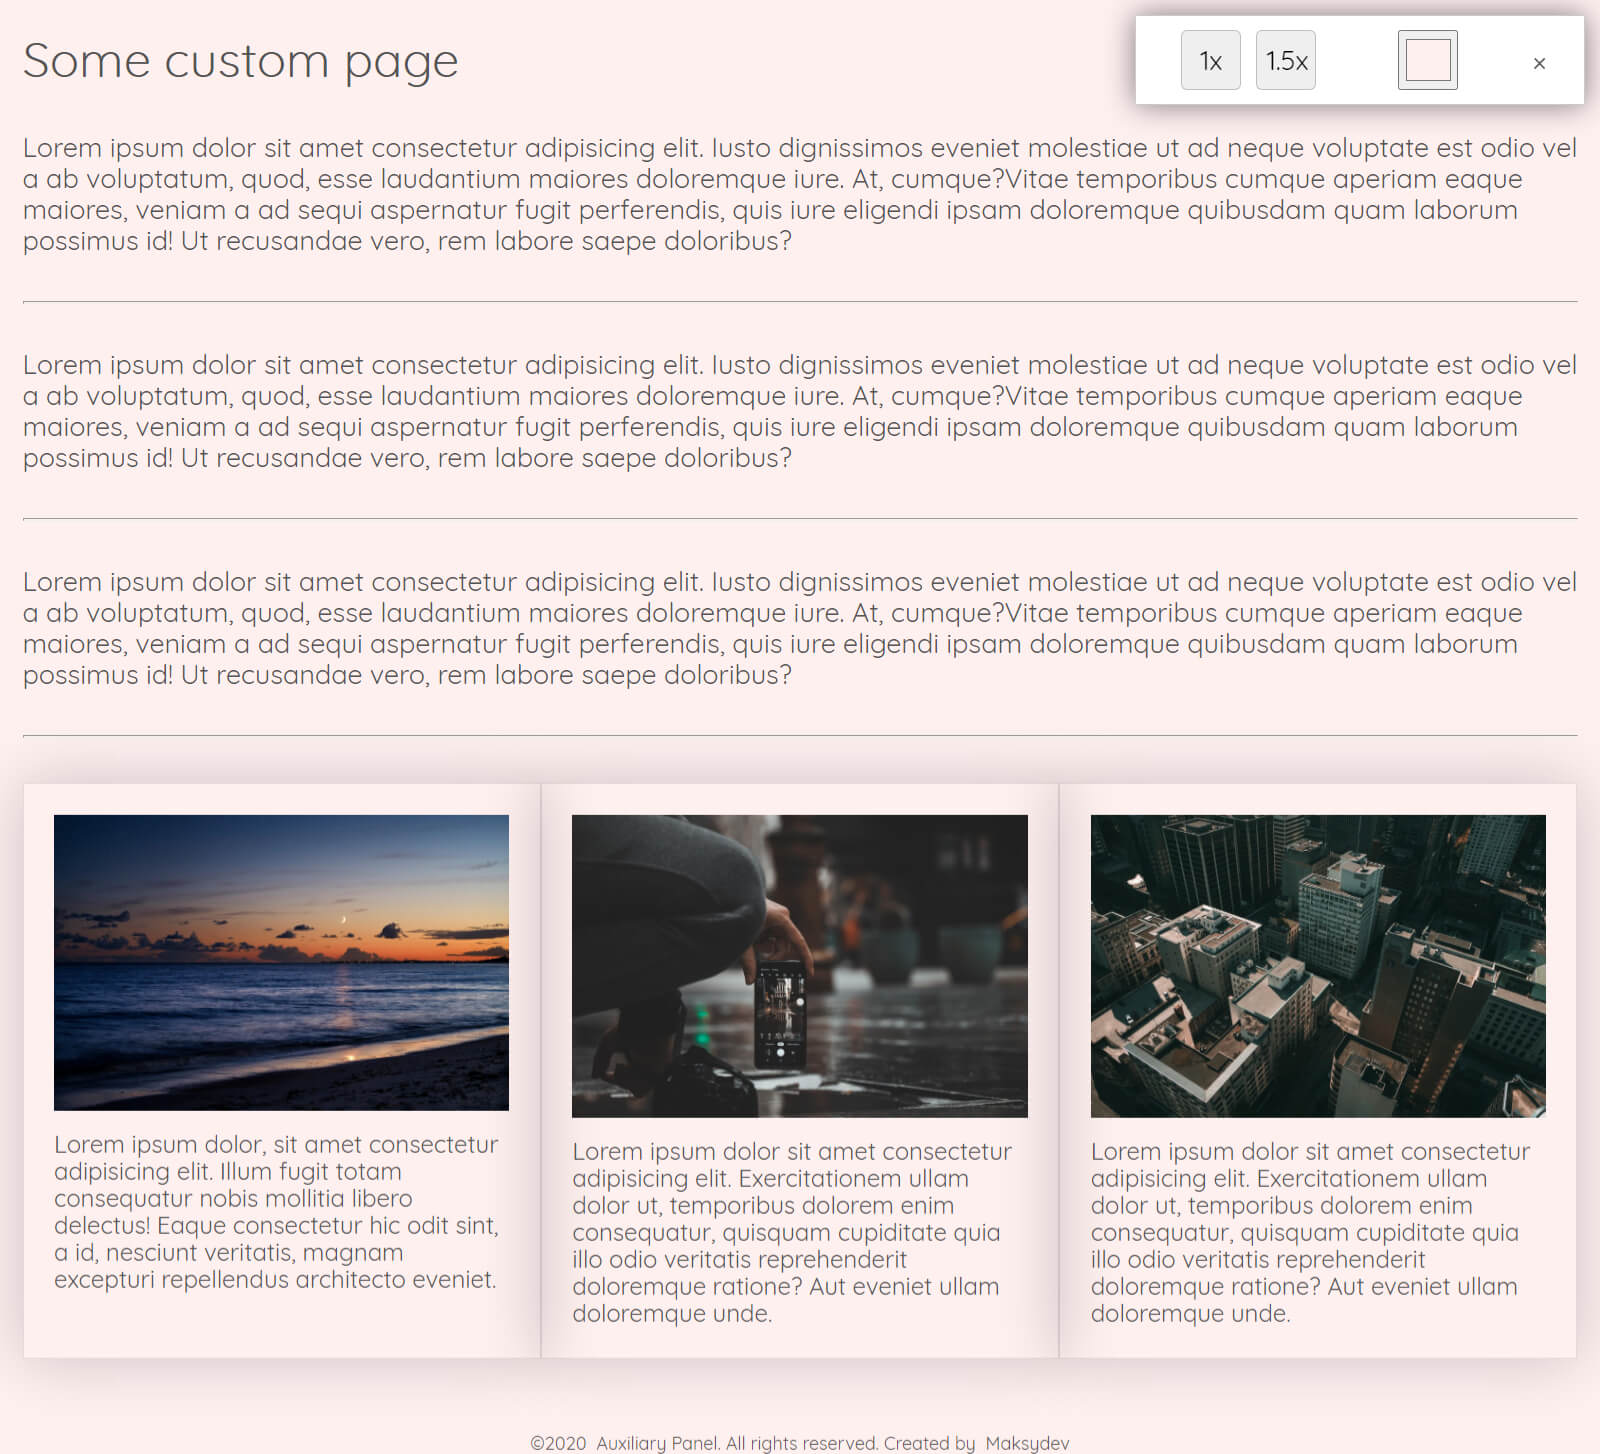 Some custom page
1x 1.5x ×
Lorem ipsum dolor sit amet consectetur adipisicing elit. Iusto dignissimos eveniet molestiae ut ad neque voluptate est odio vel
a ab voluptatum, quod, esse laudantium maiores doloremque iure. At, cumque?Vitae temporibus cumque aperiam eaque
maiores, veniam a ad sequi aspernatur fugit perferendis, quis iure eligendi ipsam doloremque quibusdam quam laborum
possimus id! Ut recusandae vero, rem labore saepe doloribus?
Lorem ipsum dolor sit amet consectetur adipisicing elit. Iusto dignissimos eveniet molestiae ut ad neque voluptate est odio vel
a ab voluptatum, quod, esse laudantium maiores doloremque iure. At, cumque?Vitae temporibus cumque aperiam eaque
maiores, veniam a ad sequi aspernatur fugit perferendis, quis iure eligendi ipsam doloremque quibusdam quam laborum
possimus id! Ut recusandae vero, rem labore saepe doloribus?
Lorem ipsum dolor sit amet consectetur adipisicing elit. Iusto dignissimos eveniet molestiae ut ad neque voluptate est odio vel
a ab voluptatum, quod, esse laudantium maiores doloremque iure. At, cumque?Vitae temporibus cumque aperiam eaque
maiores, veniam a ad sequi aspernatur fugit perferendis, quis iure eligendi ipsam doloremque quibusdam quam laborum
possimus id! Ut recusandae vero, rem labore saepe doloribus?
Lorem ipsum dolor, sit amet consectetur
adipisicing elit. Illum fugit totam
consequatur nobis mollitia libero
delectus! Eaque consectetur hic odit sint,
a id, nesciunt veritatis, magnam
excepturi repellendus architecto eveniet.
Lorem ipsum dolor sit amet consectetur
adipisicing elit. Exercitationem ullam
dolor ut, temporibus dolorem enim
consequatur, quisquam cupiditate quia
illo odio veritatis reprehenderit
doloremque ratione? Aut eveniet ullam
doloremque unde.
Lorem ipsum dolor sit amet consectetur
adipisicing elit. Exercitationem ullam
dolor ut, temporibus dolorem enim
consequatur, quisquam cupiditate quia
illo odio veritatis reprehenderit
doloremque ratione? Aut eveniet ullam
doloremque unde.
©2020 Auxiliary Panel. All rights reserved. Created by Maksydev